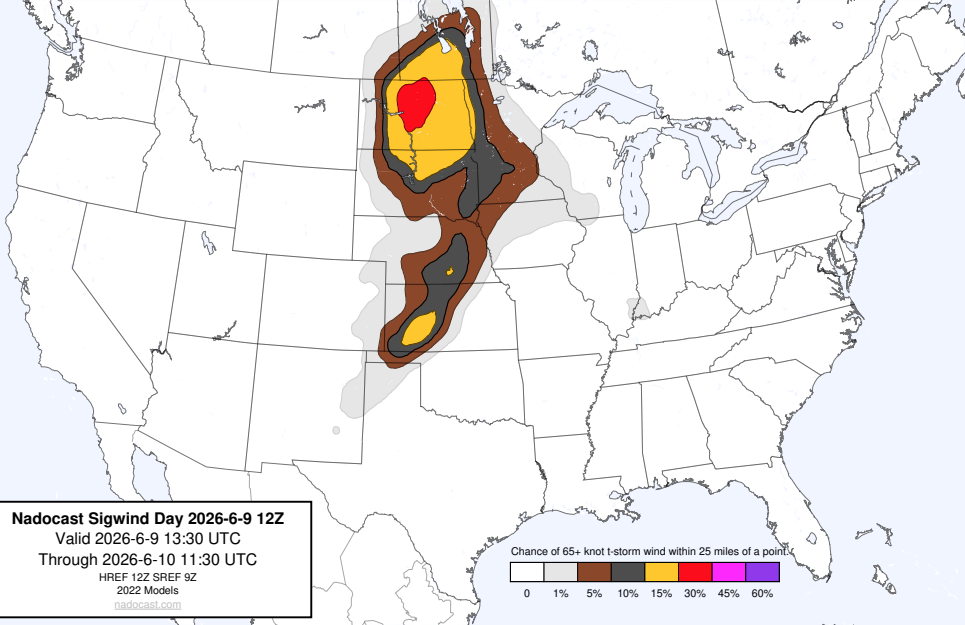 Nadocast Sigwind Day 2026-6-9 12Z
Valid 2026-6-9 13:30 UTC
Through 2026-6-10 11:30 UTC
HREF 12Z SREF 9Z
2022 Models
nadocast.com
Chance of 65+ knot t-storm wind within 25 miles of a point.
0 1% 5% 10% 15% 30% 45% 60%